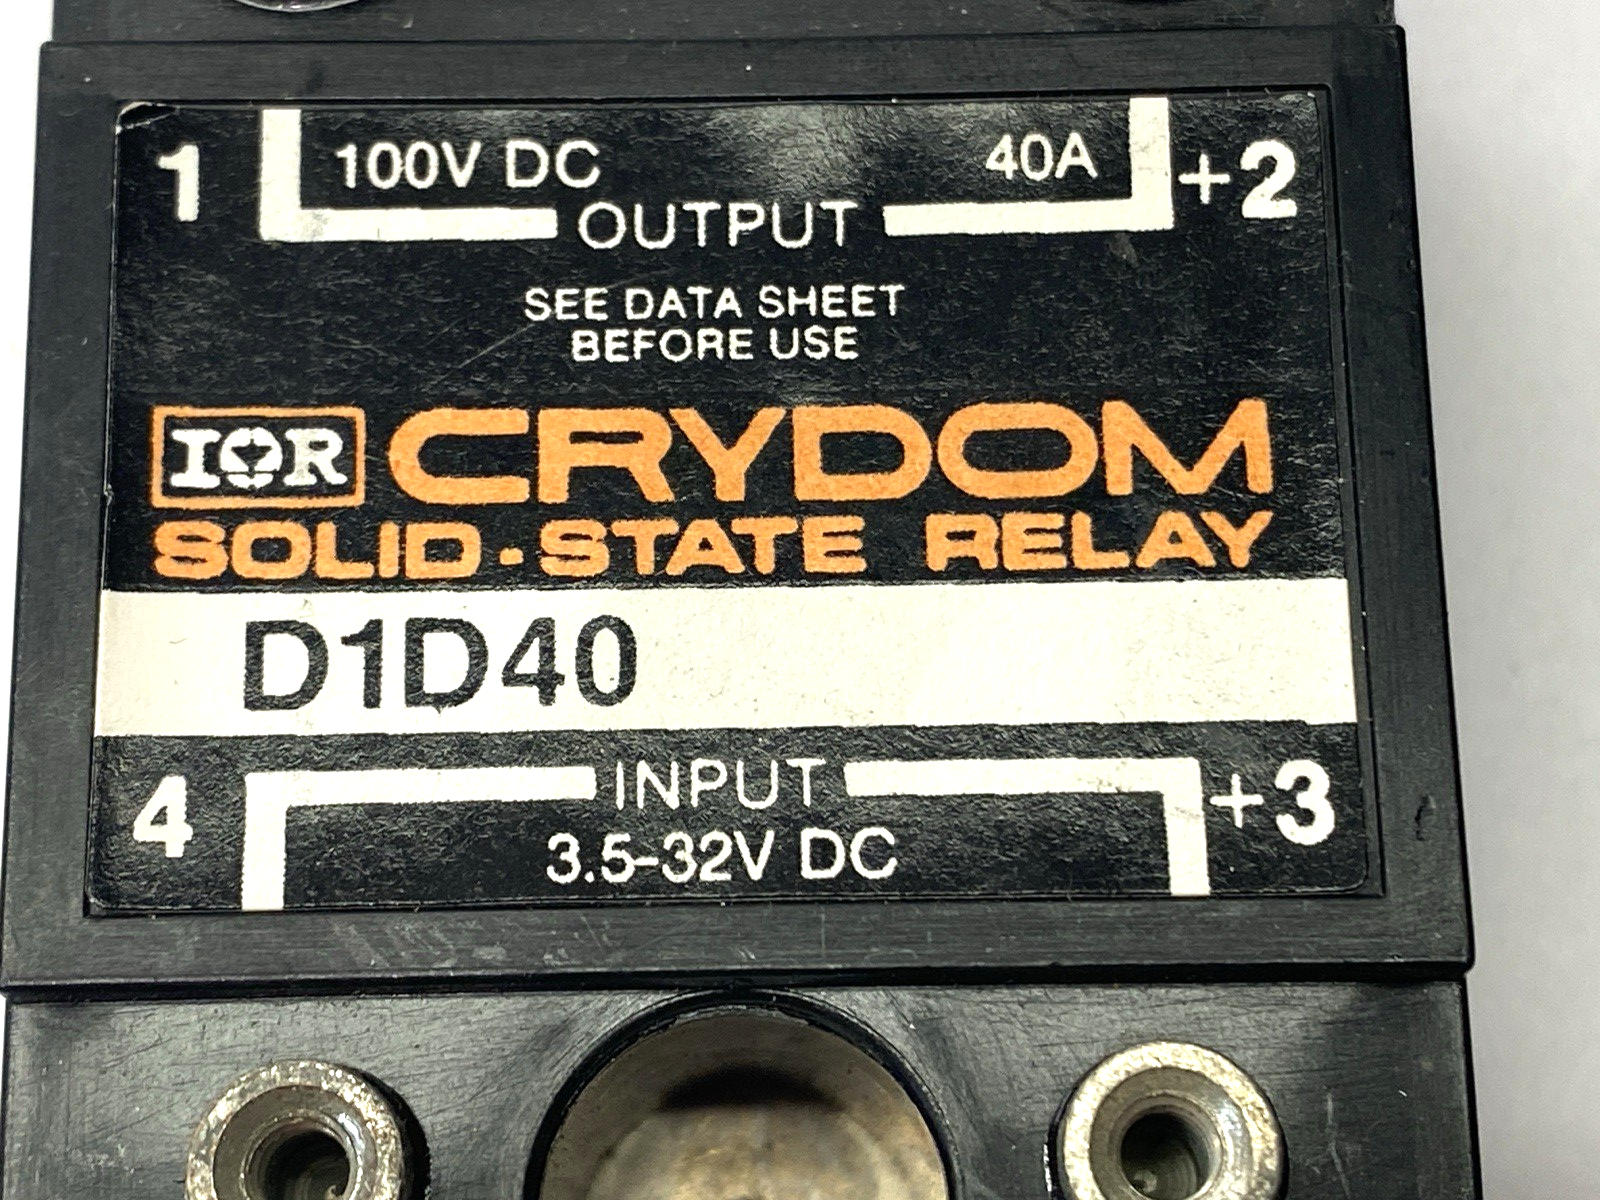 1 100V DC 40A +2
OUTPUT
SEE DATA SHEET
BEFORE USE
IOR CRYDOM
SOLID-STATE RELAY
D1D40
4 INPUT +3
3.5-32V DC